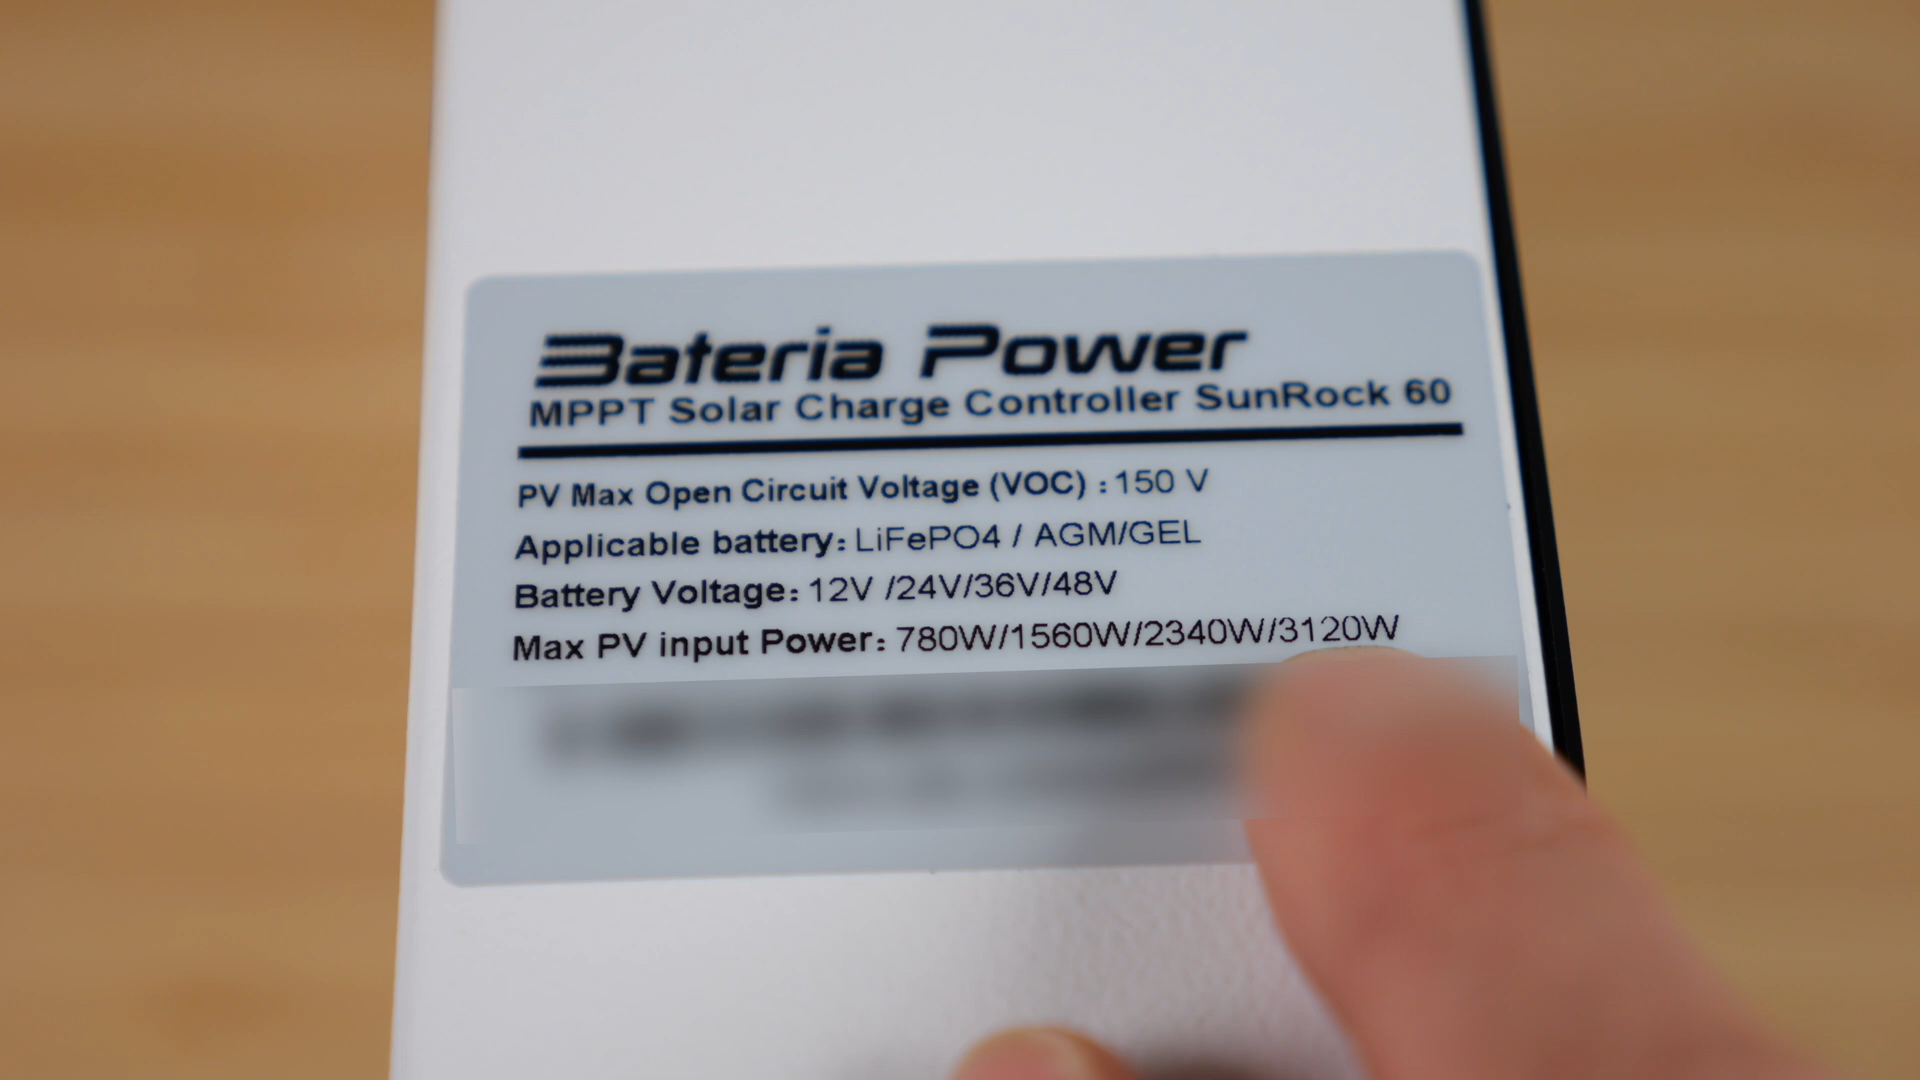 Bateria Power
MPPT Solar Charge Controller SunRock 60
PV Max Open Circuit Voltage (VOC) : 150 V
Applicable battery: LiFePO4 / AGM/GEL
Battery Voltage: 12V /24V/36V/48V
Max PV input Power: 780W/1560W/2340W/3120W